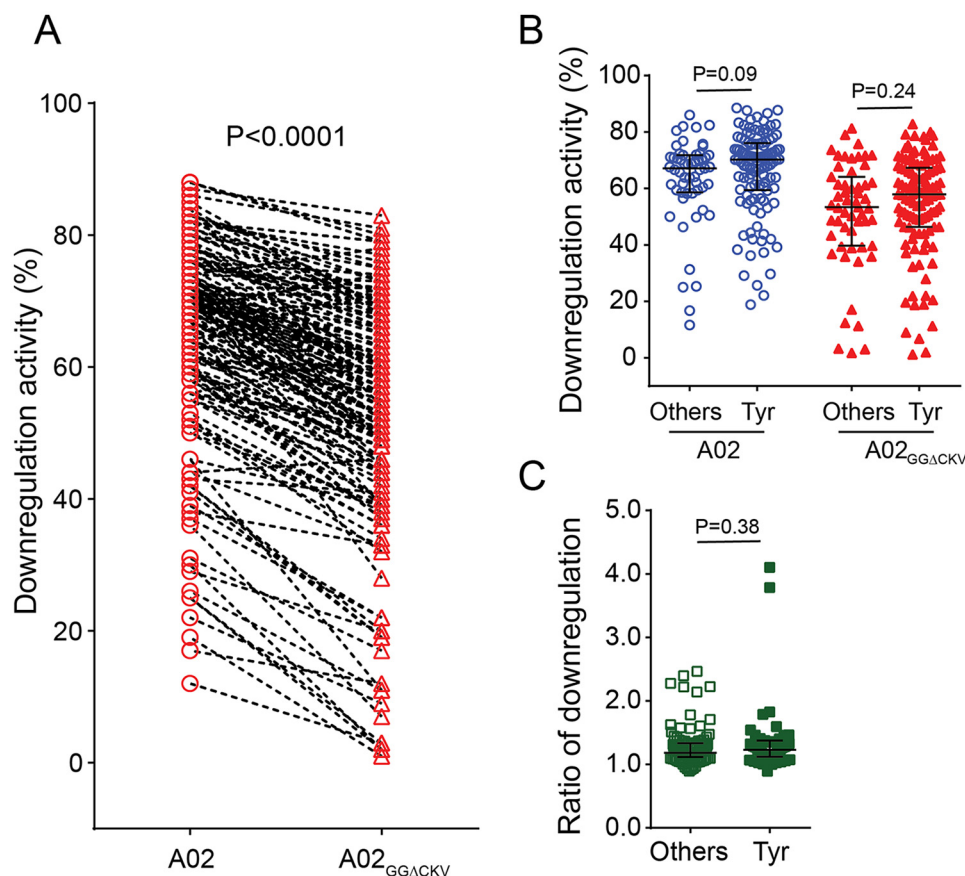 A
Downregulation activity (%)
100
80
60
40
20
0
P<0.0001
A02
A02GGΔCKV
B
Downregulation activity (%)
100
80
60
40
20
0
P=0.09
P=0.24
Others
Tyr
Others
Tyr
A02
A02GGΔCKV
C
Ratio of downregulation
5.0
4.0
3.0
2.0
1.0
0.0
P=0.38
Others
Tyr